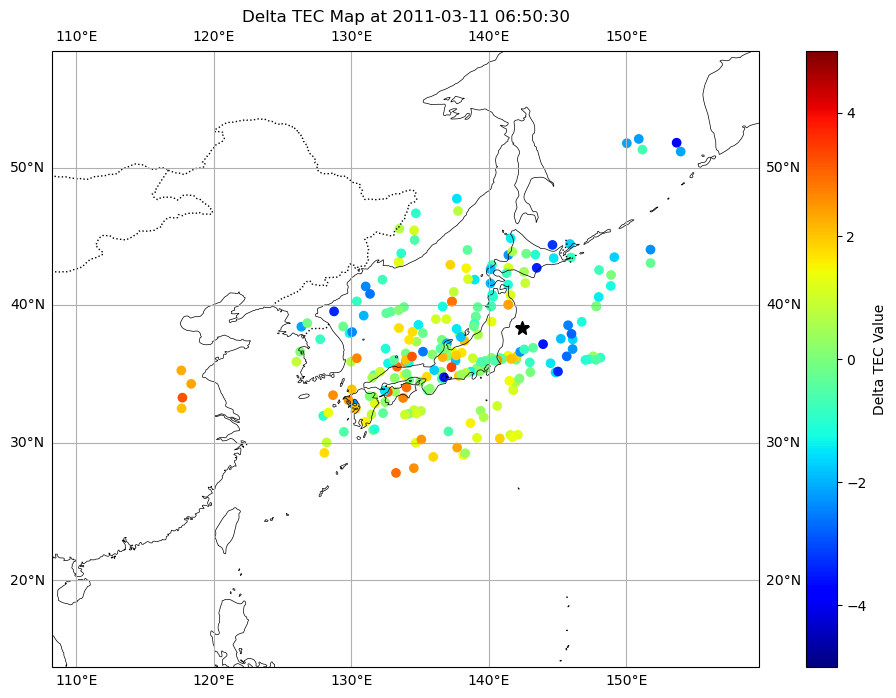 Delta TEC Map at 2011-03-11 06:50:30
110°E 120°E 130°E 140°E 150°E
50°N 50°N
40°N 40°N
30°N 30°N
20°N 20°N
110°E 120°E 130°E 140°E 150°E
4
2
0
−2
−4
Delta TEC Value